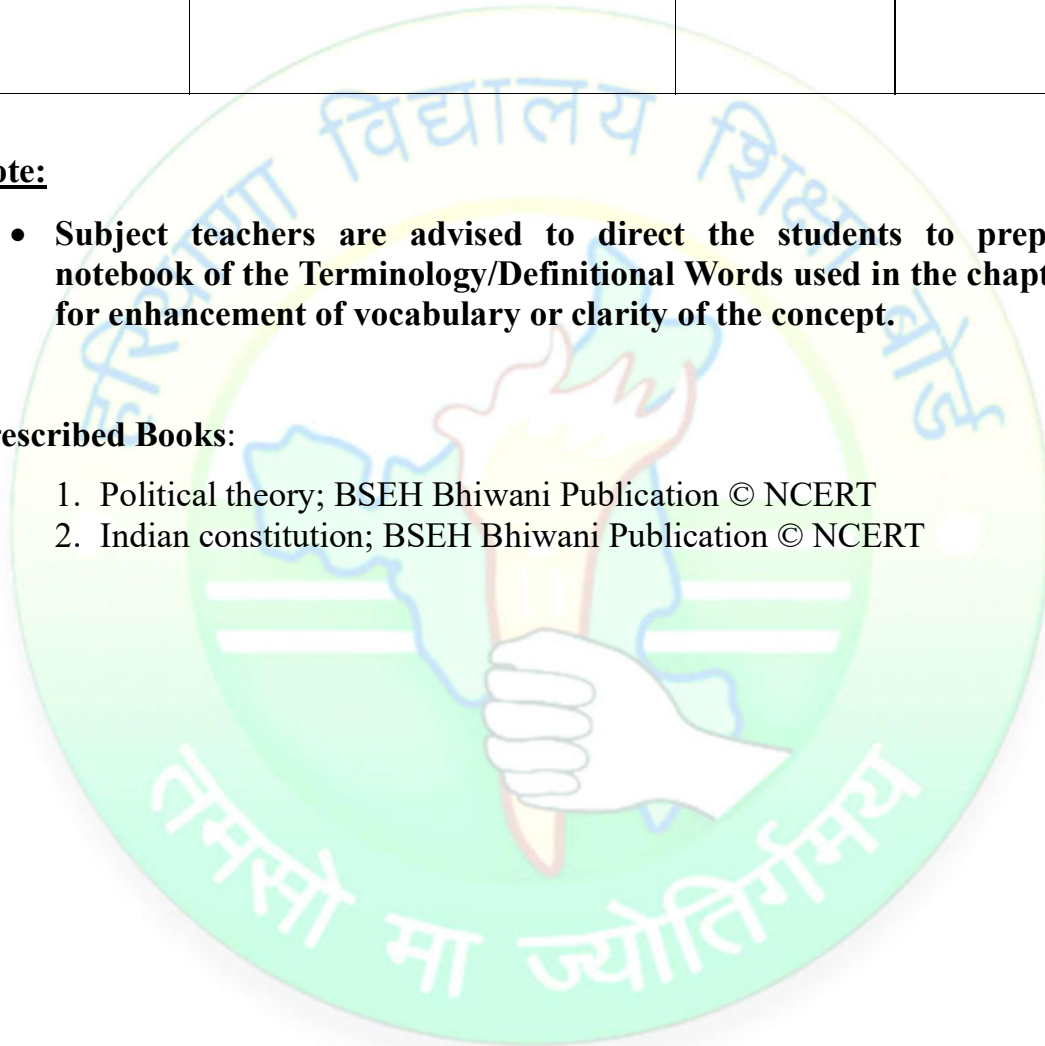 ote:
• Subject teachers are advised to direct the students to prep
notebook of the Terminology/Definitional Words used in the chapt
for enhancement of vocabulary or clarity of the concept.
rescribed Books:
1. Political theory; BSEH Bhiwani Publication © NCERT
2. Indian constitution; BSEH Bhiwani Publication © NCERT
हरियाणा विद्यालय शिक्षा बोर्ड
तमसो मा ज्योतिर्गमय